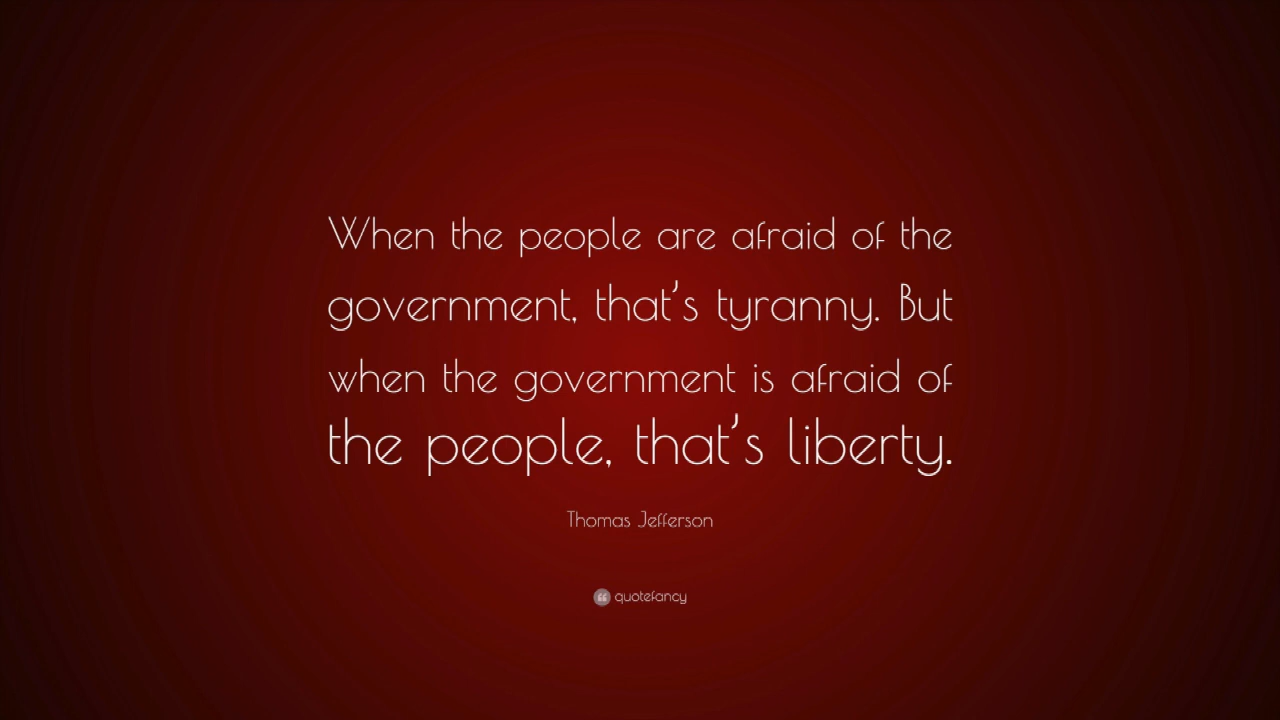 When the people are afraid of the
government, that's tyranny. But
when the government is afraid of
the people, that's liberty.
Thomas Jefferson
quotefancy